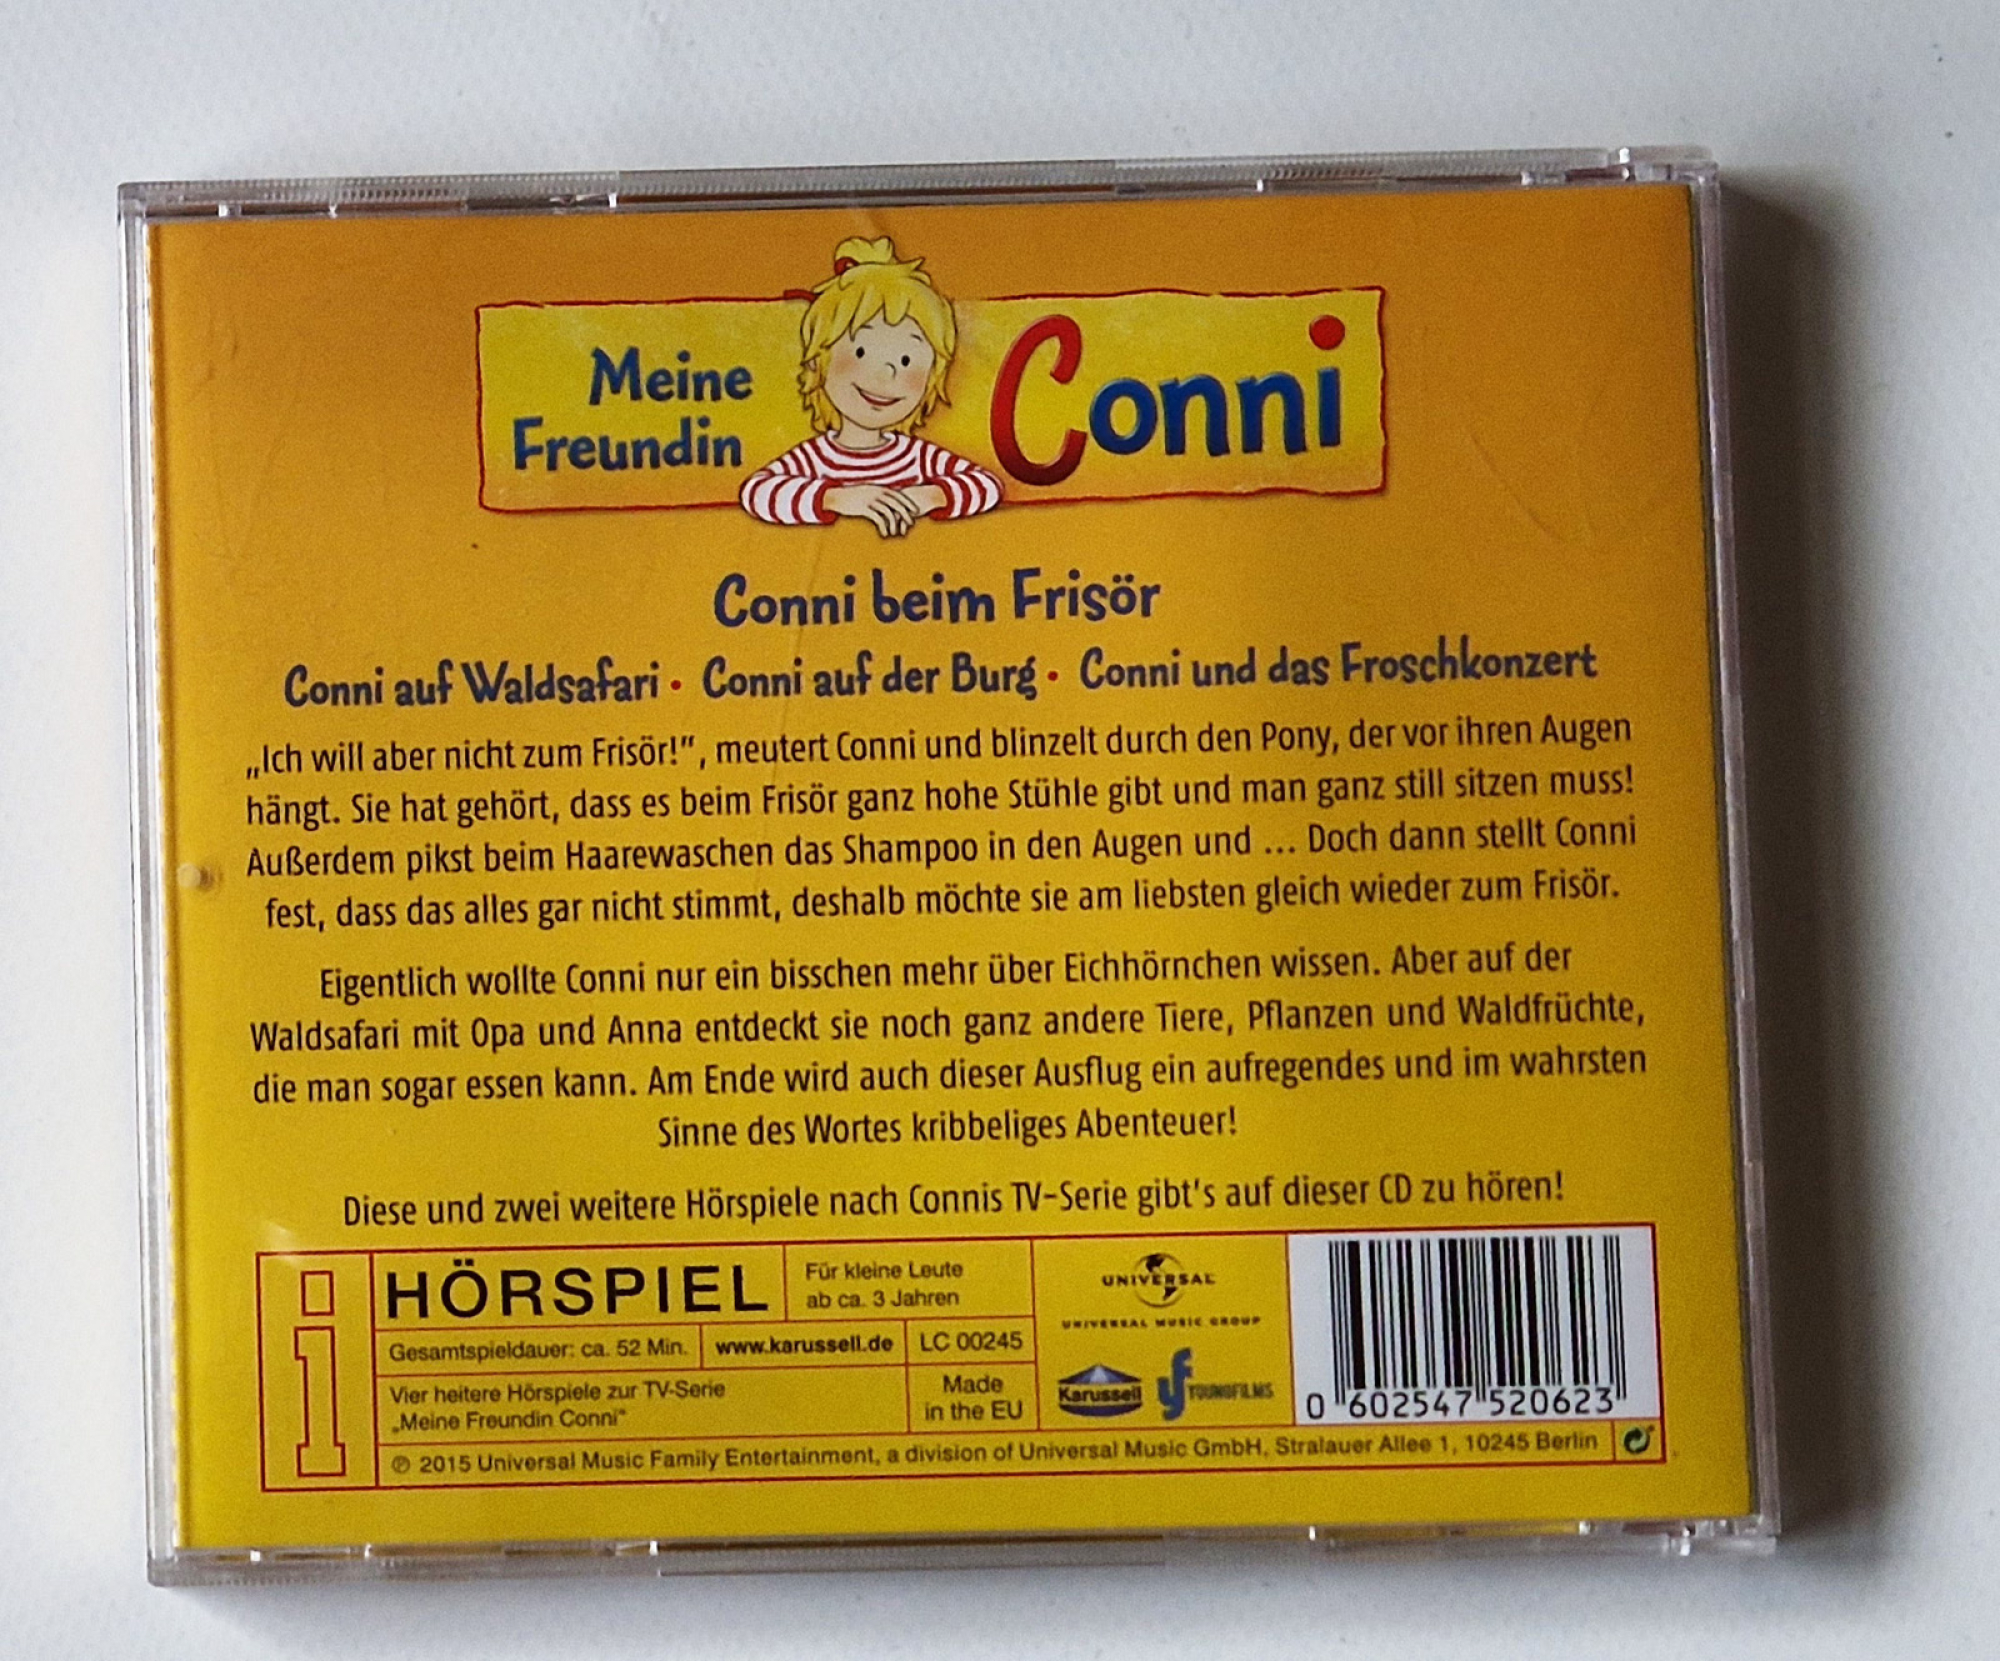 Meine
Freundin
Conni
Conni beim Frisör
Conni auf Waldsafari • Conni auf der Burg • Conni und das Froschkonzert
„Ich will aber nicht zum Frisör!“, meutert Conni und blinzelt durch den Pony, der vor ihren Augen
hängt. Sie hat gehört, dass es beim Frisör ganz hohe Stühle gibt und man ganz still sitzen muss!
Außerdem pikst beim Haarewaschen das Shampoo in den Augen und ... Doch dann stellt Conni
fest, dass das alles gar nicht stimmt, deshalb möchte sie am liebsten gleich wieder zum Frisör.
Eigentlich wollte Conni nur ein bisschen mehr über Eichhörnchen wissen. Aber auf der
Waldsafari mit Opa und Anna entdeckt sie noch ganz andere Tiere, Pflanzen und Waldfrüchte,
die man sogar essen kann. Am Ende wird auch dieser Ausflug ein aufregendes und im wahrsten
Sinne des Wortes kribbeliges Abenteuer!
Diese und zwei weitere Hörspiele nach Connis TV-Serie gibt's auf dieser CD zu hören!
i
HÖRSPIEL
Für kleine Leute
ab ca. 3 Jahren
Gesamtspieldauer: ca. 52 Min.
www.karussell.de
LC 00245
Vier heitere Hörspiele zur TV-Serie
„Meine Freundin Conni“
Made
in the EU
℗ 2015 Universal Music Family Entertainment, a division of Universal Music GmbH, Stralauer Allee 1, 10245 Berlin
UNIVERSAL
UNIVERSAL MUSIC GROUP
Karussell
yf YOUNGFILMS
0 602547 520623